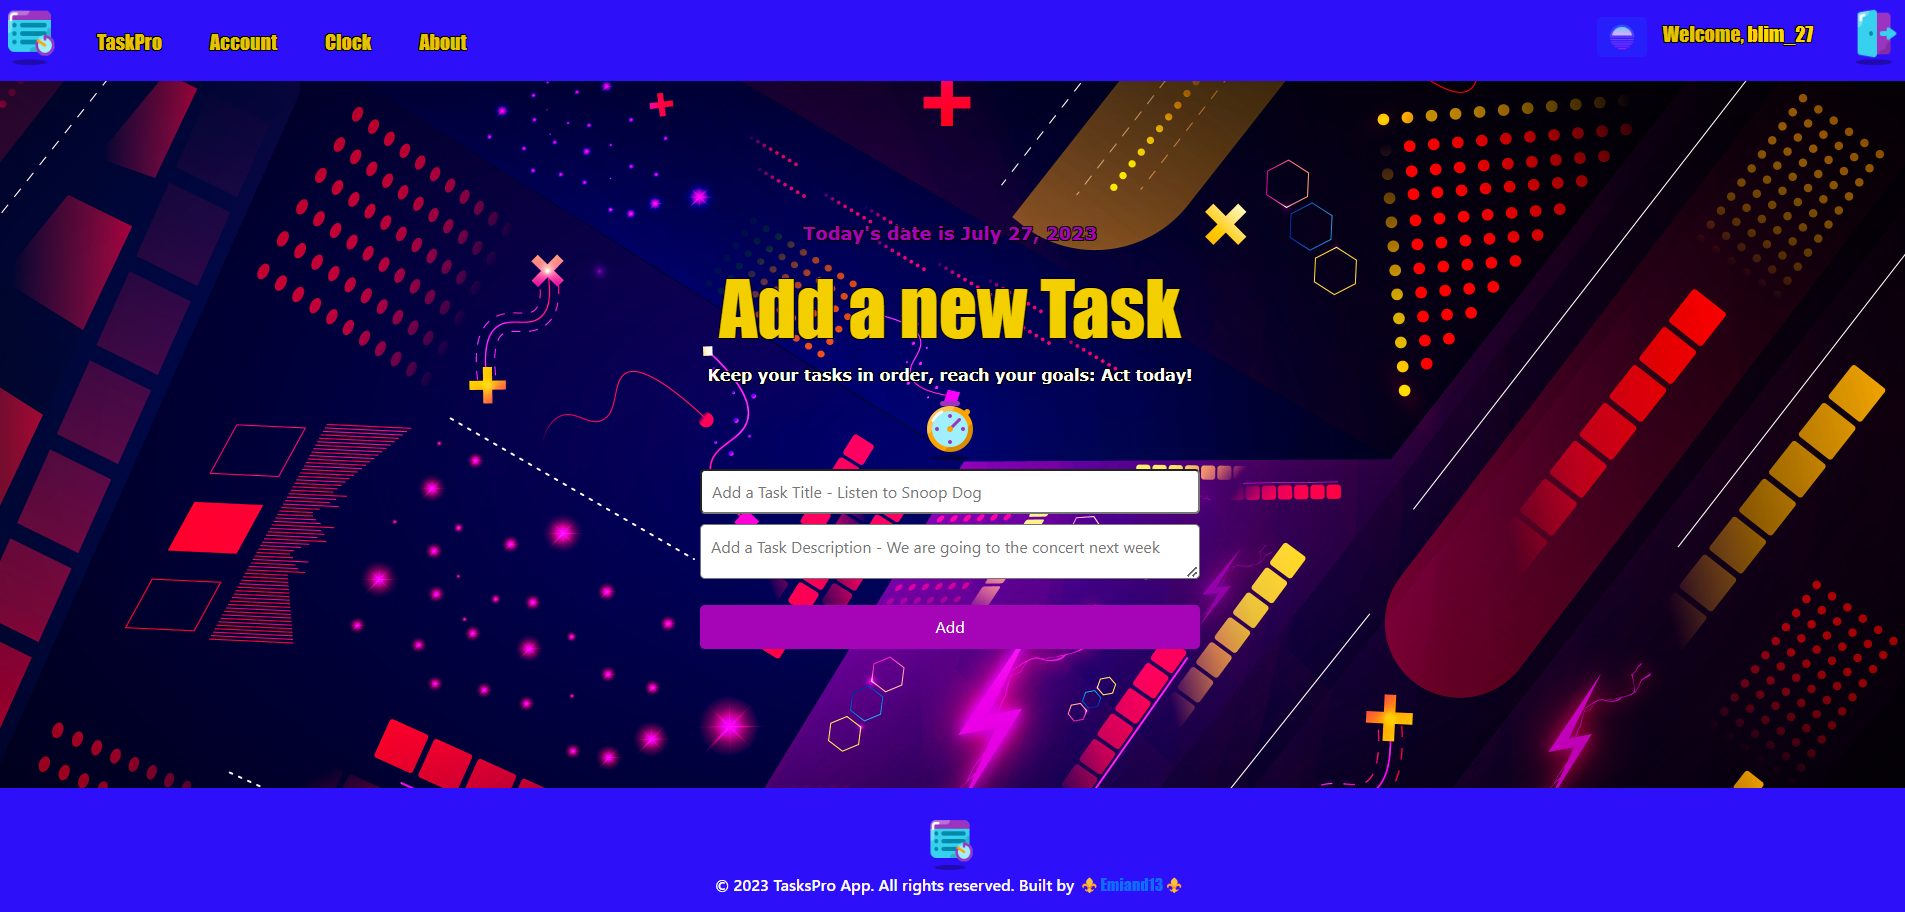 TaskPro Account Clock About Welcome, blim_27
Today's date is July 27, 2023
Add a new Task
Keep your tasks in order, reach your goals: Act today!
Add a Task Title - Listen to Snoop Dog
Add a Task Description - We are going to the concert next week
Add
© 2023 TasksPro App. All rights reserved. Built by ⚜️ Emiand13 ⚜️